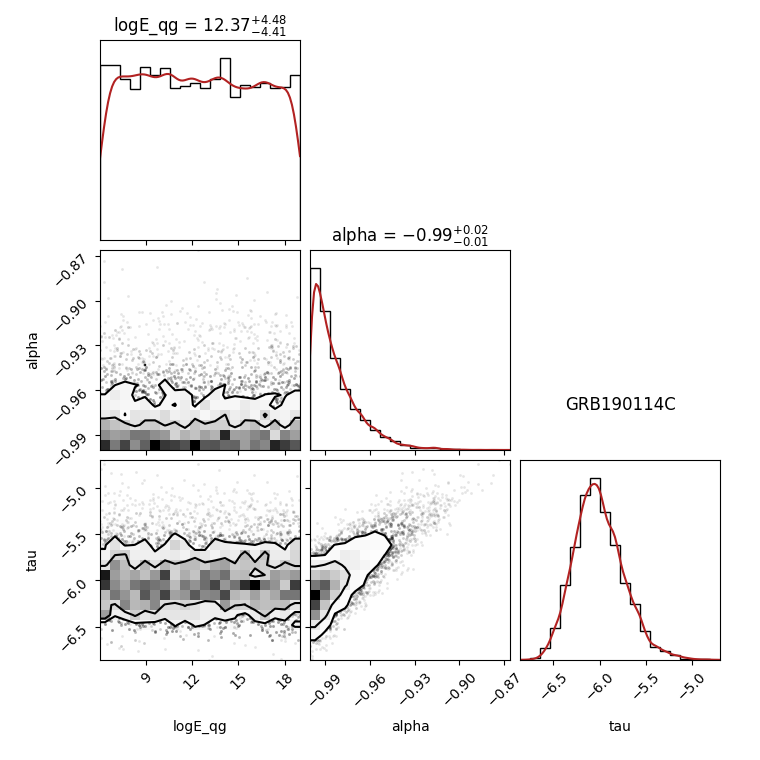 logE_qg = 12.37+4.48−4.41
alpha = −0.99+0.02−0.01
−0.87
−0.90
−0.93
−0.96
−0.99
alpha
GRB190114C
−5.0
−5.5
−6.0
−6.5
tau
9 12 15 18
−0.99 −0.96 −0.93 −0.90 −0.87
−6.5 −6.0 −5.5 −5.0
logE_qg alpha tau